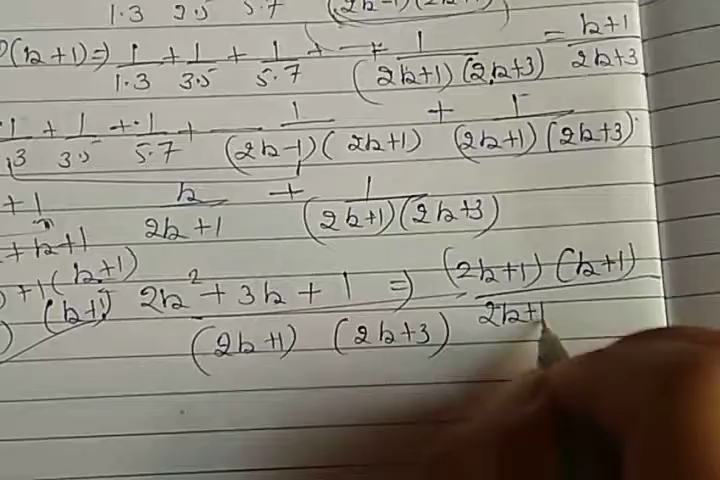 1.3 3.5 5.7 (2k-1)(2k+1)
P(k+1) ⇒ 1/1.3 + 1/3.5 + 1/5.7 + --- + 1/(2k+1)(2k+3) = k+1/2k+3
1/1.3 + 1/3.5 + 1/5.7 + --- 1/(2k-1)(2k+1) + 1/(2k+1)(2k+3)
+1 k/2k+1 + 1/(2k+1)(2k+3)
+k+1
+1(k+1)
(k+1) 2k²+3k+1/(2k+1)(2k+3) ⇒ (2k+1)(k+1)/2k+1